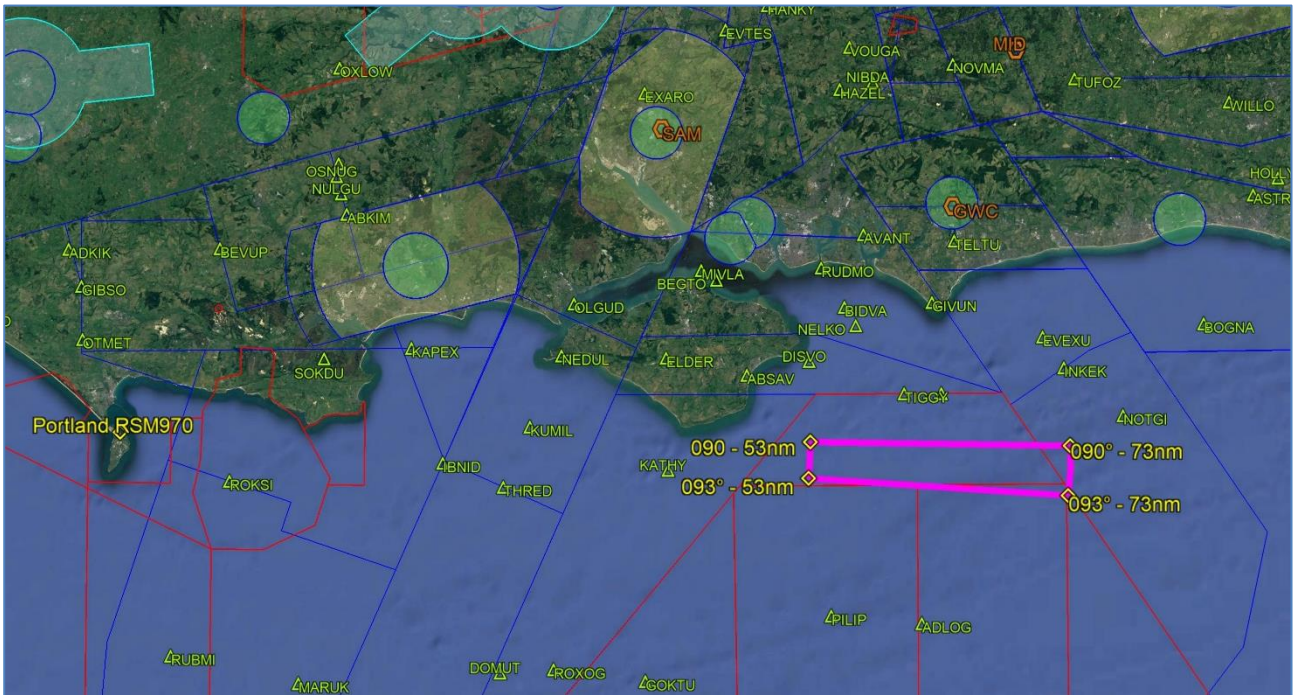 HANKY
EVTES
MID
VOUGA
NOVMA
OXLOW
NIBDA
TUFOZ
HAZEL
EXARO
WILLO
SAM
OSNUG
HOLLY
NULGU
ASTR
GWC
ABKIM
AVANT
TELTU
ADKIK
BEVUP
RUDMO
MIVLA
BEGTO
GIBSO
OLGUD
GIVUN
BIDVA
BOGNA
NELKO
OTMET
EVEXU
KAPEX
NEDUL
ELDER
DISVO
SOKDU
INKEK
ABSAV
TIGGY
NOTGI
Portland RSM970
KUMIL
090 - 53nm
090° - 73nm
IBNID
KATHY
ROKSI
093° - 53nm
THRED
093° - 73nm
PILIP
ADLOG
RUBMI
DOMUT
ROXOG
MARUK
GOKTU